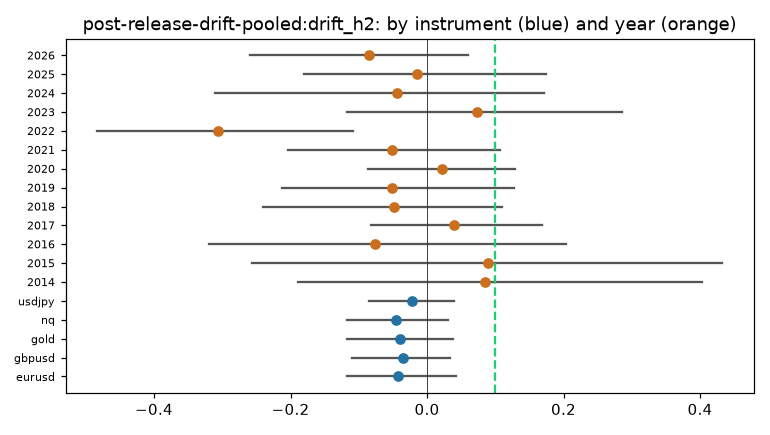 post-release-drift-pooled:drift_h2: by instrument (blue) and year (orange)
2026
2025
2024
2023
2022
2021
2020
2019
2018
2017
2016
2015
2014
usdjpy
nq
gold
gbpusd
eurusd
−0.4 −0.2 0.0 0.2 0.4